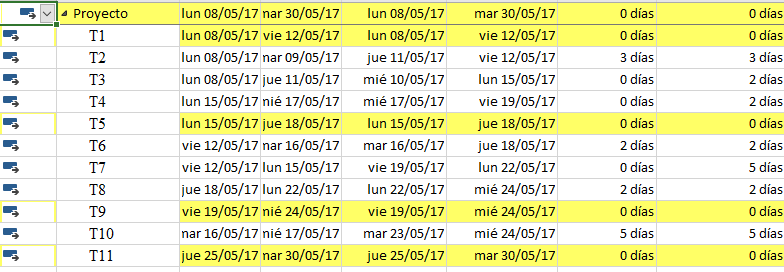 Proyecto lun 08/05/17 nar 30/05/17 lun 08/05/17 mar 30/05/17 0 días 0 días
T1 lun 08/05/17 vie 12/05/17 lun 08/05/17 vie 12/05/17 0 días 0 días
T2 lun 08/05/17 nar 09/05/17 jue 11/05/17 vie 12/05/17 3 días 3 días
T3 lun 08/05/17 jue 11/05/17 mié 10/05/17 lun 15/05/17 0 días 2 días
T4 lun 15/05/17 nié 17/05/17 mié 17/05/17 vie 19/05/17 0 días 2 días
T5 lun 15/05/17 jue 18/05/17 lun 15/05/17 jue 18/05/17 0 días 0 días
T6 vie 12/05/17 nar 16/05/17 mar 16/05/17 jue 18/05/17 2 días 2 días
T7 vie 12/05/17 lun 15/05/17 vie 19/05/17 lun 22/05/17 0 días 5 días
T8 jue 18/05/17 lun 22/05/17 lun 22/05/17 mié 24/05/17 2 días 2 días
T9 vie 19/05/17 nié 24/05/17 vie 19/05/17 mié 24/05/17 0 días 0 días
T10 nar 16/05/17 nié 17/05/17 mar 23/05/17 mié 24/05/17 5 días 5 días
T11 jue 25/05/17 nar 30/05/17 jue 25/05/17 mar 30/05/17 0 días 0 días